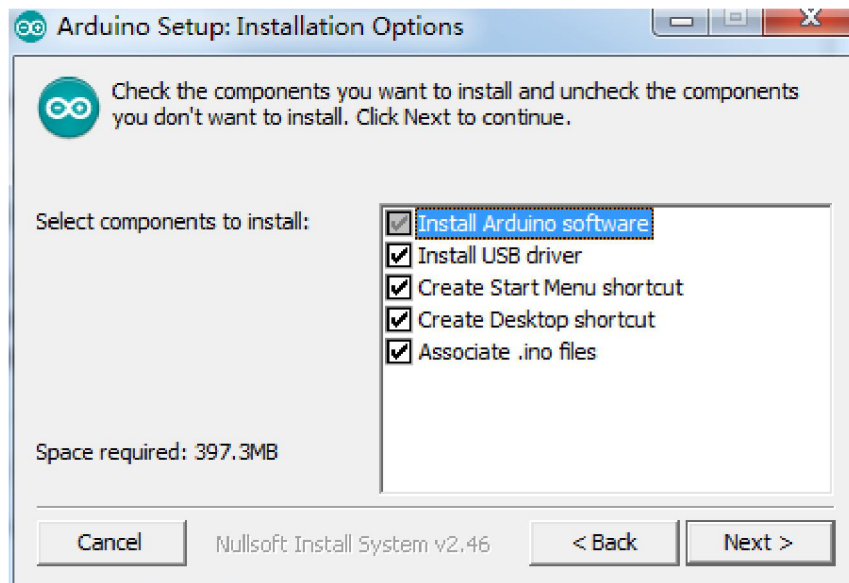 Arduino Setup: Installation Options
Check the components you want to install and uncheck the components
you don't want to install. Click Next to continue.
Select components to install:
Install Arduino software
Install USB driver
Create Start Menu shortcut
Create Desktop shortcut
Associate .ino files
Space required: 397.3MB
Cancel
Nullsoft Install System v2.46
< Back
Next >